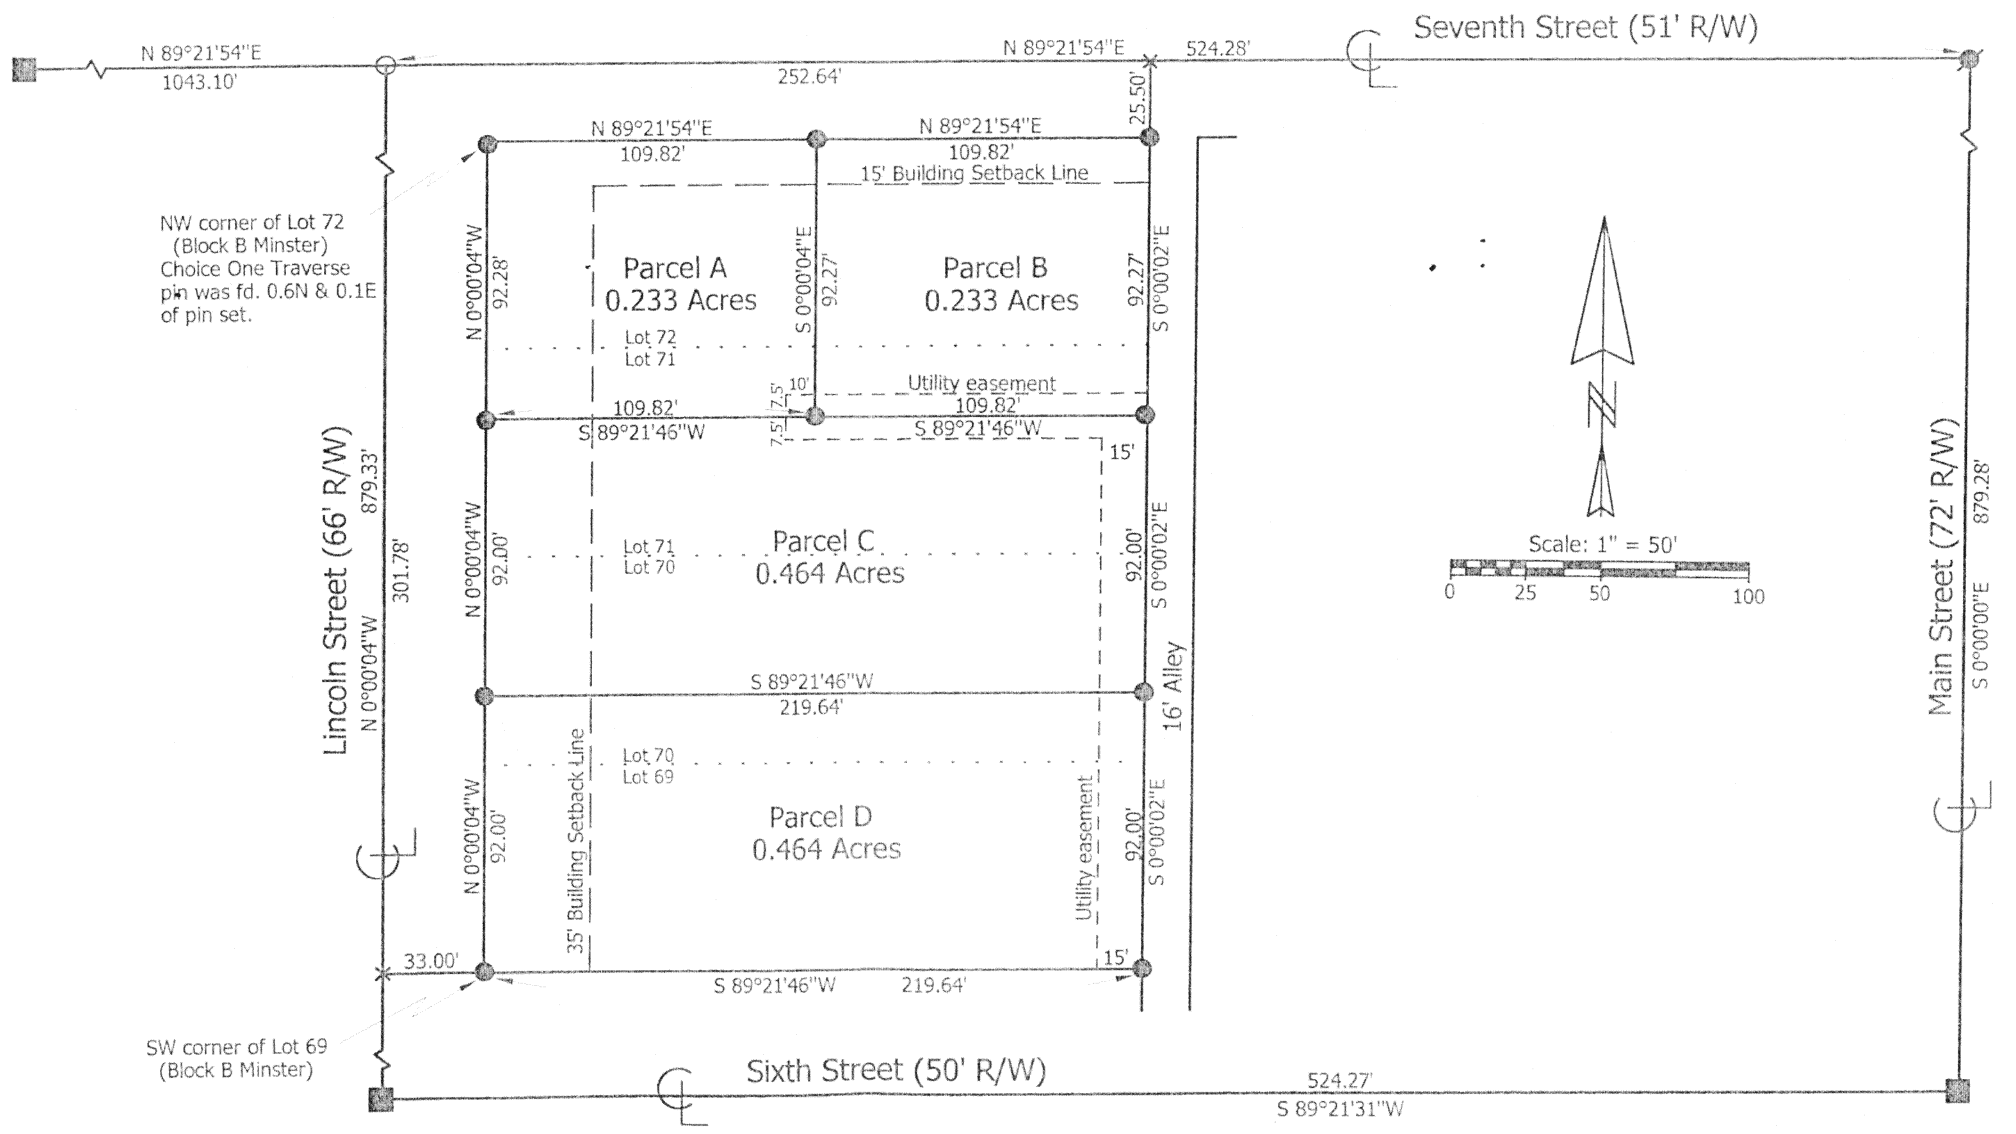 Seventh Street (51' R/W)
N 89°21'54"E
1043.10'
N 89°21'54"E
252.64'
524.28'
25.50'
N 89°21'54"E
109.82'
N 89°21'54"E
109.82'
15' Building Setback Line
NW corner of Lot 72
(Block B Minster)
Choice One Traverse
pin was fd. 0.6N & 0.1E
of pin set.
N 0°00'04"W
92.28'
Parcel A
0.233 Acres
S 0°00'04"E
92.27'
Parcel B
0.233 Acres
92.27'
S 0°00'02"E
Lot 72
Lot 71
7.5'
10'
Utility easement
109.82'
S 89°21'46"W
7.5'
109.82'
S 89°21'46"W
15'
N
Scale: 1" = 50'
0
25
50
100
Lincoln Street (66' R/W)
879.33'
N 0°00'04"W
301.78'
N 0°00'04"W
92.00'
Lot 71
Lot 70
Parcel C
0.464 Acres
92.00'
S 0°00'02"E
16' Alley
Main Street (72' R/W)
879.28'
S 0°00'00"E
S 89°21'46"W
219.64'
Lot 70
Lot 69
N 0°00'04"W
92.00'
35' Building Setback Line
Parcel D
0.464 Acres
Utility easement
92.00'
S 0°00'02"E
33.00'
15'
S 89°21'46"W
219.64'
SW corner of Lot 69
(Block B Minster)
Sixth Street (50' R/W)
524.27'
S 89°21'31"W